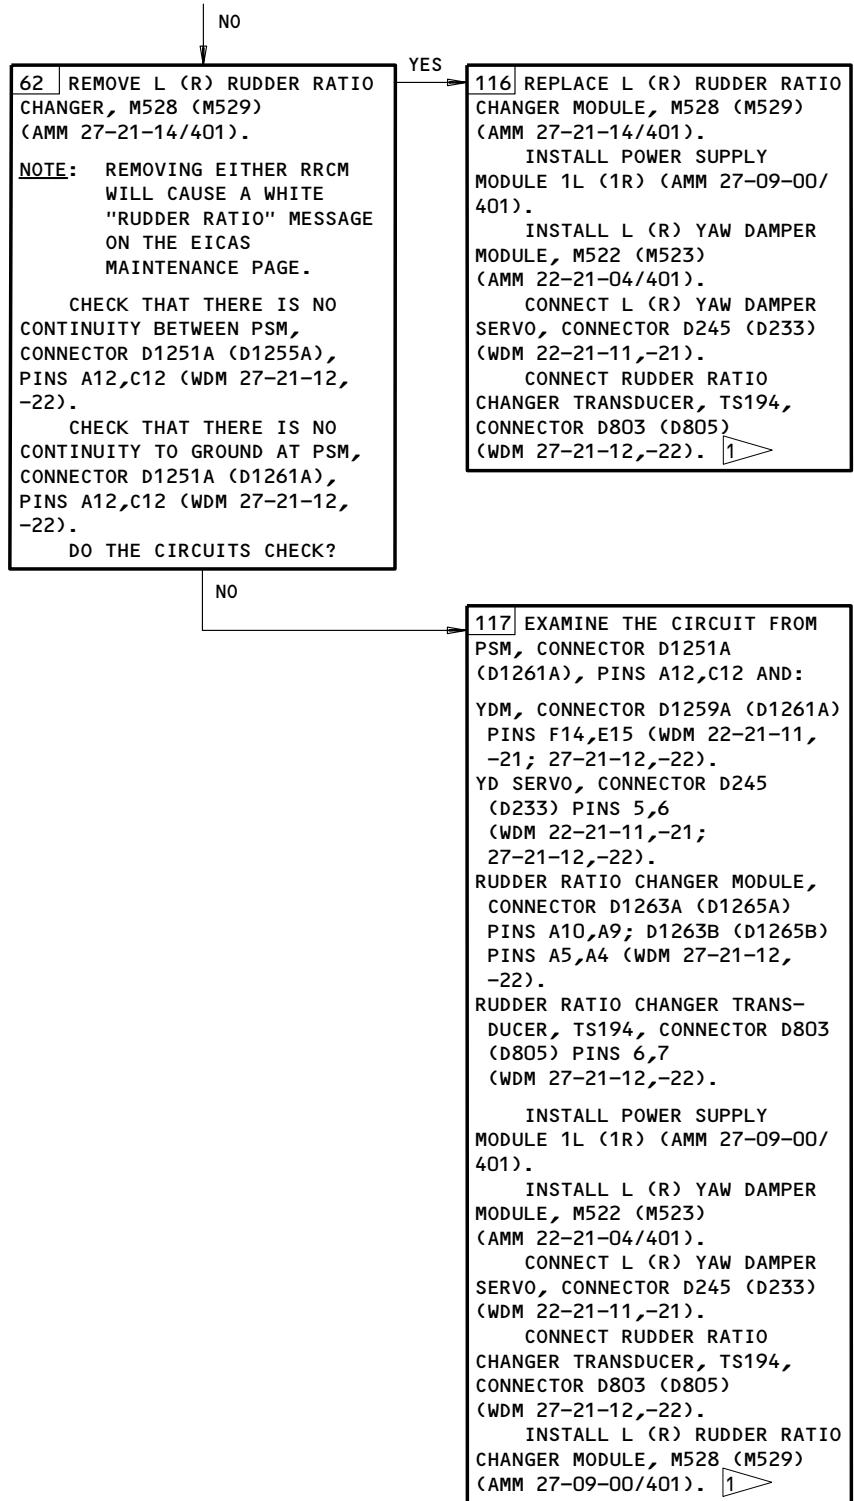 NO
62 REMOVE L (R) RUDDER RATIO
CHANGER, M528 (M529)
(AMM 27-21-14/401).
NOTE: REMOVING EITHER RRCM
WILL CAUSE A WHITE
"RUDDER RATIO" MESSAGE
ON THE EICAS
MAINTENANCE PAGE.
CHECK THAT THERE IS NO
CONTINUITY BETWEEN PSM,
CONNECTOR D1251A (D1255A),
PINS A12,C12 (WDM 27-21-12,
-22).
CHECK THAT THERE IS NO
CONTINUITY TO GROUND AT PSM,
CONNECTOR D1251A (D1261A),
PINS A12,C12 (WDM 27-21-12,
-22).
DO THE CIRCUITS CHECK?
YES
116 REPLACE L (R) RUDDER RATIO
CHANGER MODULE, M528 (M529)
(AMM 27-21-14/401).
INSTALL POWER SUPPLY
MODULE 1L (1R) (AMM 27-09-00/
401).
INSTALL L (R) YAW DAMPER
MODULE, M522 (M523)
(AMM 22-21-04/401).
CONNECT L (R) YAW DAMPER
SERVO, CONNECTOR D245 (D233)
(WDM 22-21-11,-21).
CONNECT RUDDER RATIO
CHANGER TRANSDUCER, TS194,
CONNECTOR D803 (D805)
(WDM 27-21-12,-22). 1
NO
117 EXAMINE THE CIRCUIT FROM
PSM, CONNECTOR D1251A
(D1261A), PINS A12,C12 AND:
YDM, CONNECTOR D1259A (D1261A)
PINS F14,E15 (WDM 22-21-11,
-21; 27-21-12,-22).
YD SERVO, CONNECTOR D245
(D233) PINS 5,6
(WDM 22-21-11,-21;
27-21-12,-22).
RUDDER RATIO CHANGER MODULE,
CONNECTOR D1263A (D1265A)
PINS A10,A9; D1263B (D1265B)
PINS A5,A4 (WDM 27-21-12,
-22).
RUDDER RATIO CHANGER TRANS-
DUCER, TS194, CONNECTOR D803
(D805) PINS 6,7
(WDM 27-21-12,-22).
INSTALL POWER SUPPLY
MODULE 1L (1R) (AMM 27-09-00/
401).
INSTALL L (R) YAW DAMPER
MODULE, M522 (M523)
(AMM 22-21-04/401).
CONNECT L (R) YAW DAMPER
SERVO, CONNECTOR D245 (D233)
(WDM 22-21-11,-21).
CONNECT RUDDER RATIO
CHANGER TRANSDUCER, TS194,
CONNECTOR D803 (D805)
(WDM 27-21-12,-22).
INSTALL L (R) RUDDER RATIO
CHANGER MODULE, M528 (M529)
(AMM 27-09-00/401). 1